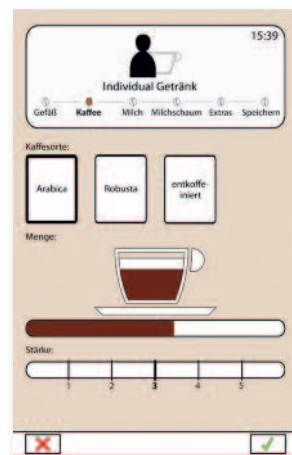 15:39
Individual Getränk
Gefäß Kaffee Milch Milchschaum Extras Speichern
Kaffesorte:
Arabica Robusta entkoffe-
iniert
Menge:
Stärke:
1 2 3 4 5